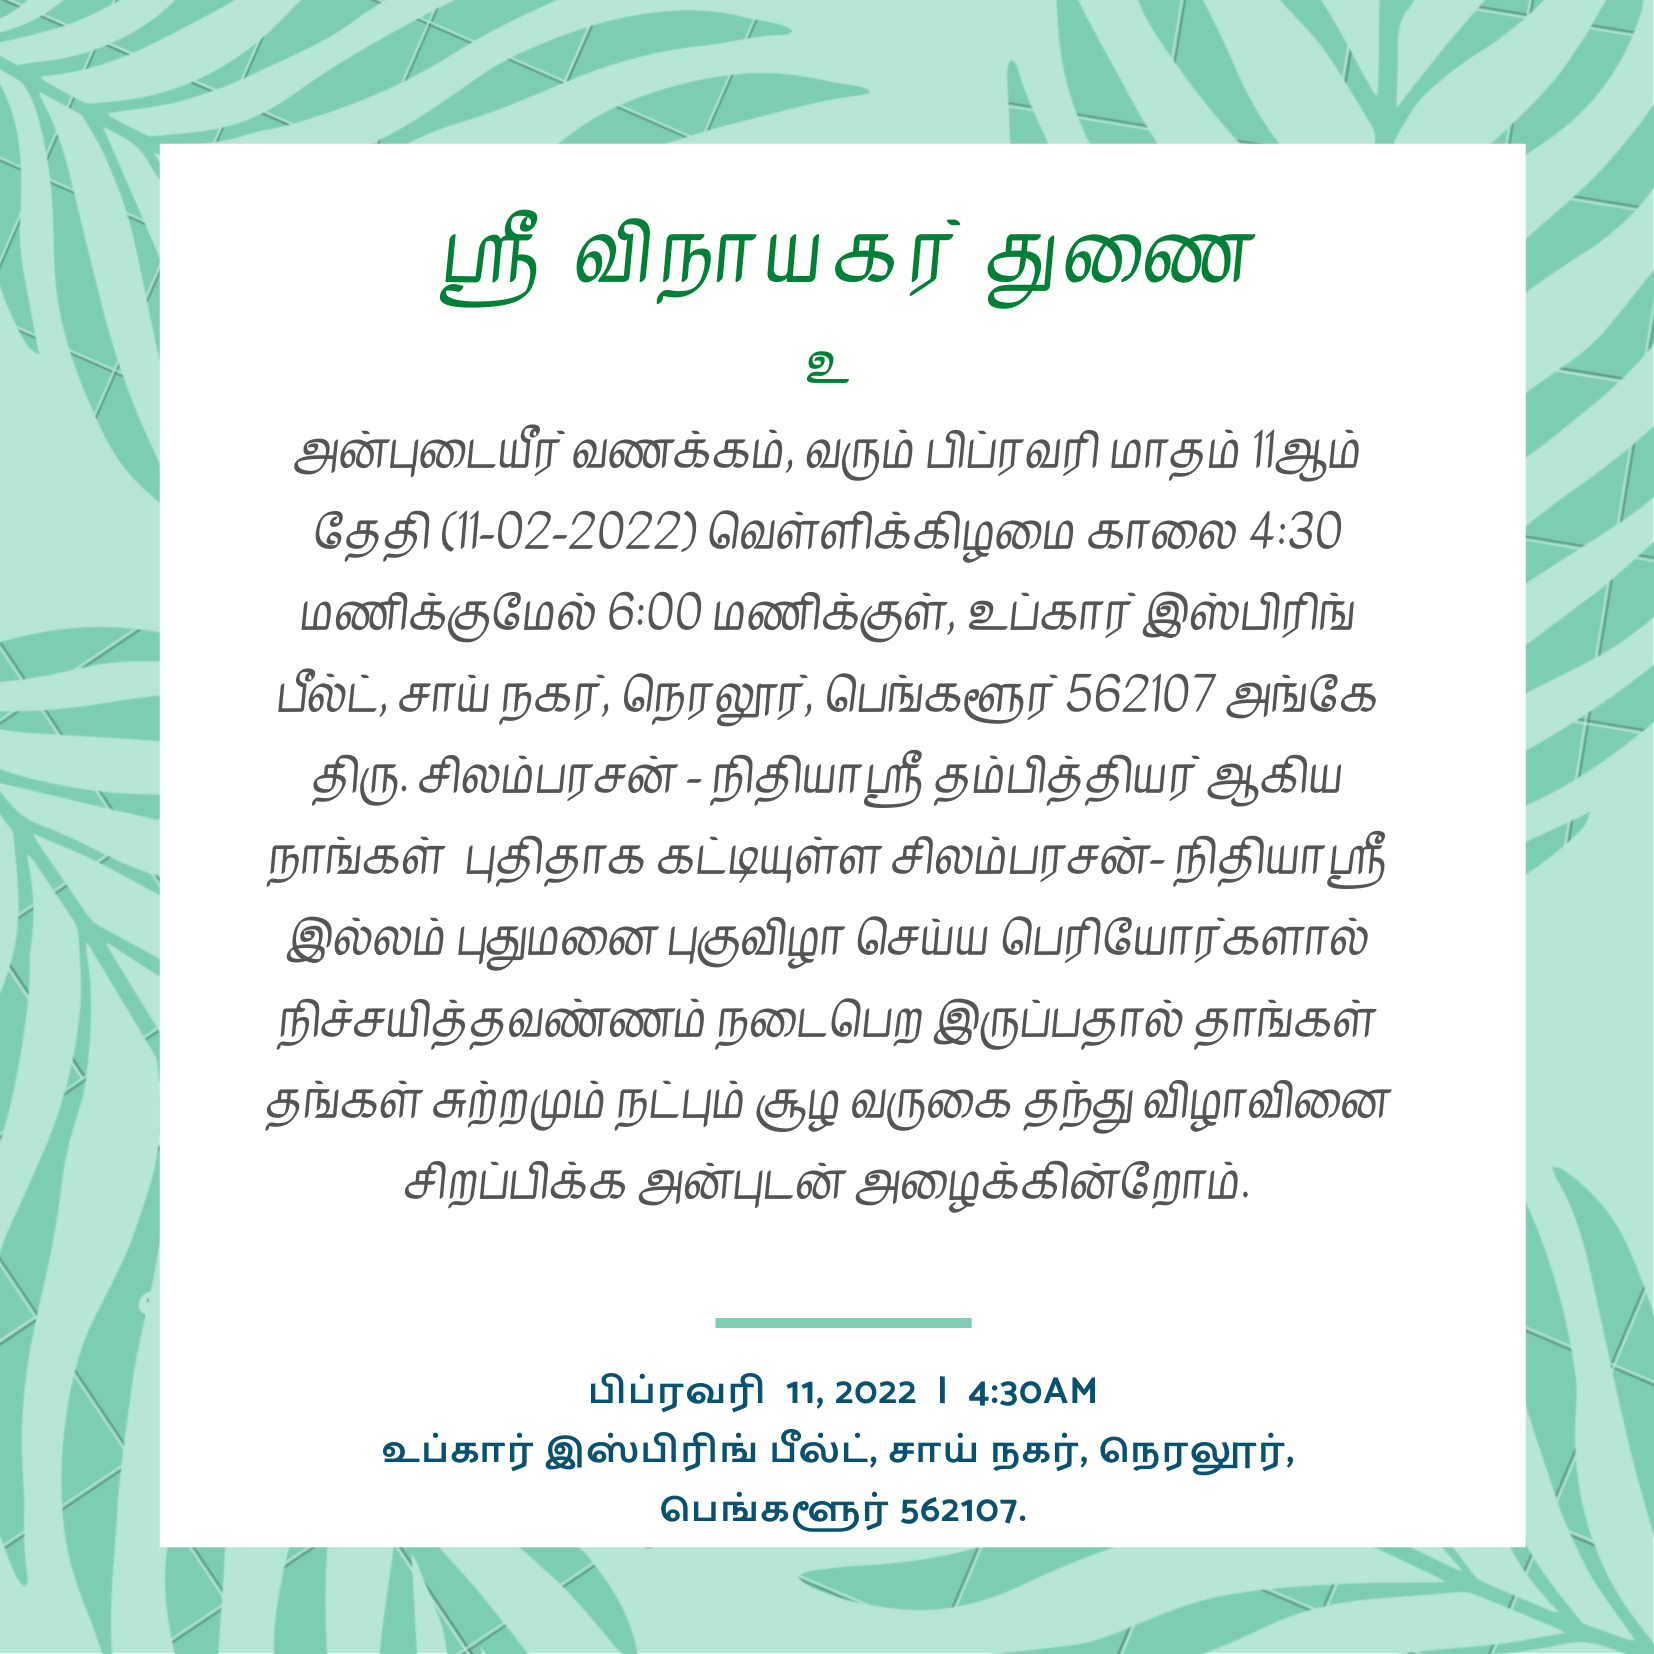 ஸ்ரீ விநாயகர் துணை
உ
அன்புடையீர் வணக்கம், வரும் பிப்ரவரி மாதம் 11ஆம்
தேதி (11-02-2022) வெள்ளிக்கிழமை காலை 4:30
மணிக்குமேல் 6:00 மணிக்குள், உப்கார் இஸ்பிரிங்
பீல்ட், சாய் நகர், நெரலூர், பெங்களூர் 562107 அங்கே
திரு. சிலம்பரசன் - நிதியாஸ்ரீ தம்பித்தியர் ஆகிய
நாங்கள் புதிதாக கட்டியுள்ள சிலம்பரசன்- நிதியாஸ்ரீ
இல்லம் புதுமனை புகுவிழா செய்ய பெரியோர்களால்
நிச்சயித்தவண்ணம் நடைபெற இருப்பதால் தாங்கள்
தங்கள் சுற்றமும் நட்பும் சூழ வருகை தந்து விழாவினை
சிறப்பிக்க அன்புடன் அழைக்கின்றோம்.
பிப்ரவரி 11, 2022 | 4:30AM
உப்கார் இஸ்பிரிங் பீல்ட், சாய் நகர், நெரலூர்,
பெங்களூர் 562107.